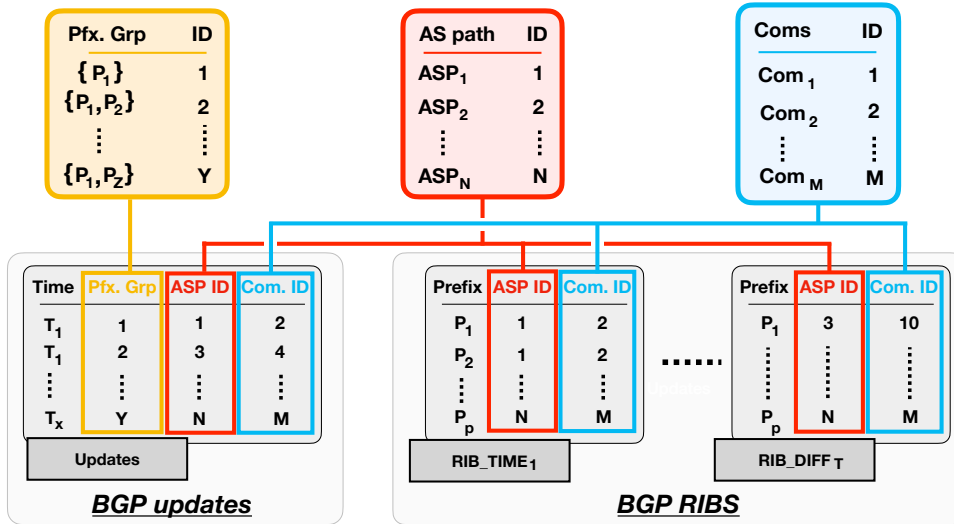 Pfx. Grp ID
{P1} 1
{P1,P2} 2
{P1,PZ} Y
AS path ID
ASP1 1
ASP2 2
ASPN N
Coms ID
Com 1 1
Com 2 2
Com M M
Time Pfx. Grp ASP ID Com. ID
T1 1 1 2
T1 2 3 4
Tx Y N M
Updates
BGP updates
Prefix ASP ID Com. ID
P1 1 2
P2 1 2
Pp N M
RIB_TIME1
Updates
Prefix ASP ID Com. ID
P1 3 10
Pp N M
RIB_DIFFT
BGP RIBS